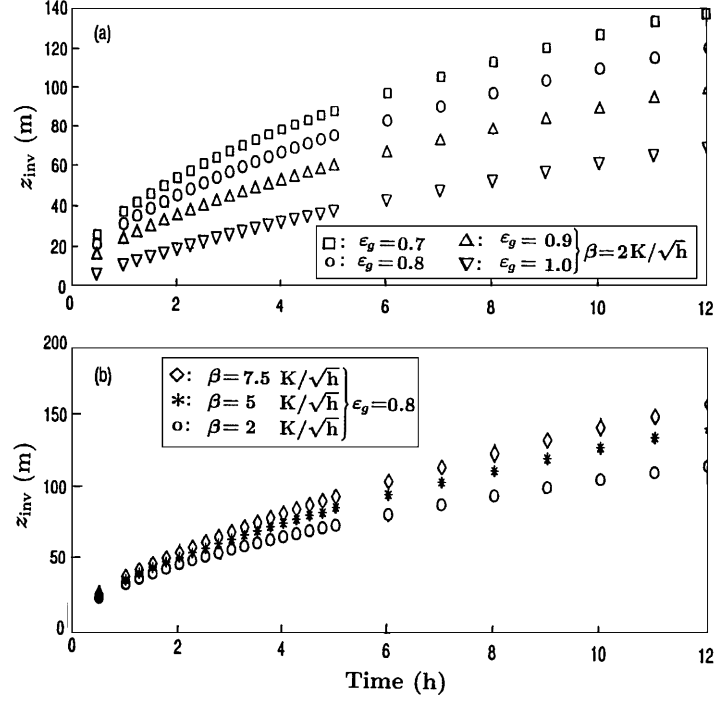 140
120
100
80
60
40
20
0
z_inv (m)
(a)
□: ε_g=0.7 △: ε_g=0.9
○: ε_g=0.8 ▽: ε_g=1.0
β=2K/√h
0 2 4 6 8 10 12
200
150
100
50
0
z_inv (m)
(b)
◇: β=7.5 K/√h
*: β=5 K/√h
○: β=2 K/√h
ε_g=0.8
0 2 4 6 8 10 12
Time (h)